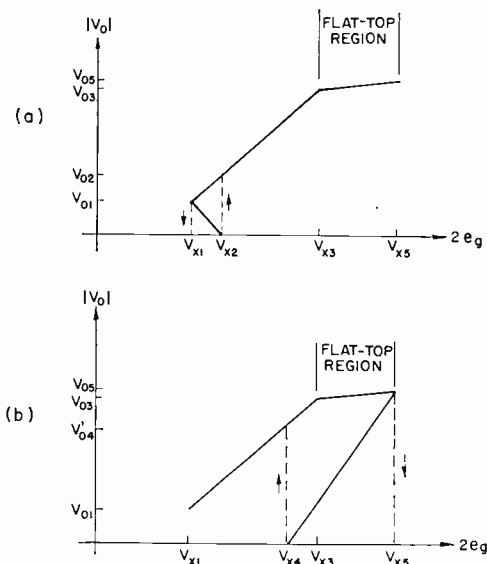 (a)
|V₀|
FLAT-TOP
REGION
V₀₅
V₀₃
V₀₂
V₀₁
Vₓ₁ Vₓ₂ Vₓ₃ Vₓ₅ 2eg
(b)
|V₀|
FLAT-TOP
REGION
V₀₅
V₀₃
V'₀₄
V₀₁
Vₓ₁ Vₓ₄ Vₓ₃ Vₓ₅ 2eg